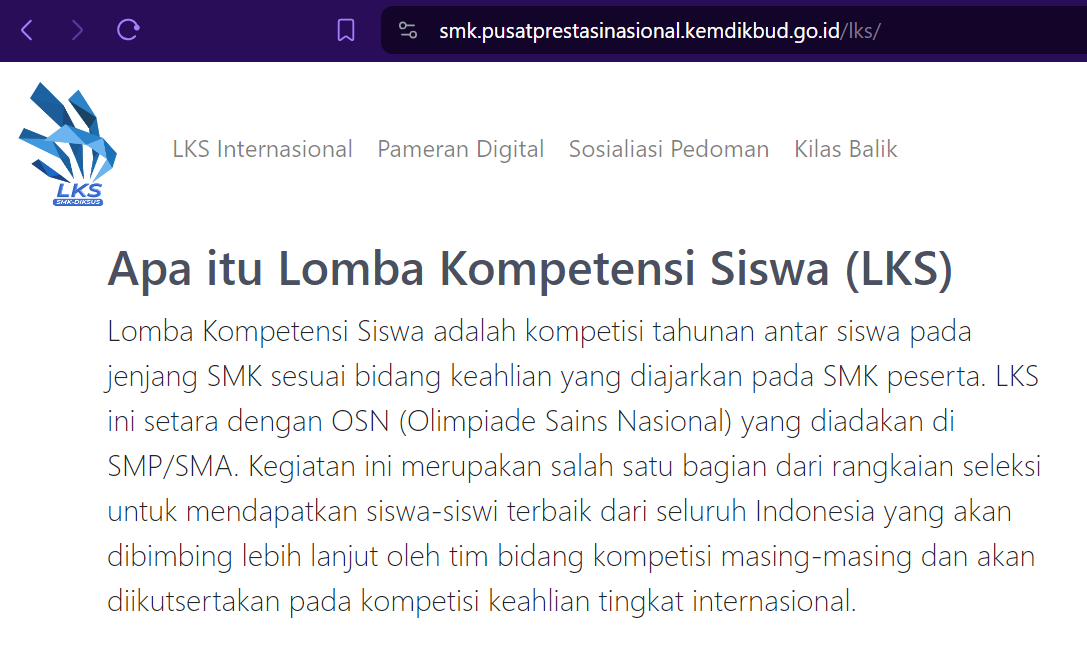 smk.pusatprestasinasional.kemdikbud.go.id/lks/
LKS
SMK-DIKSUS
LKS Internasional Pameran Digital Sosialiasi Pedoman Kilas Balik
Apa itu Lomba Kompetensi Siswa (LKS)
Lomba Kompetensi Siswa adalah kompetisi tahunan antar siswa pada
jenjang SMK sesuai bidang keahlian yang diajarkan pada SMK peserta. LKS
ini setara dengan OSN (Olimpiade Sains Nasional) yang diadakan di
SMP/SMA. Kegiatan ini merupakan salah satu bagian dari rangkaian seleksi
untuk mendapatkan siswa-siswi terbaik dari seluruh Indonesia yang akan
dibimbing lebih lanjut oleh tim bidang kompetisi masing-masing dan akan
diikutsertakan pada kompetisi keahlian tingkat internasional.